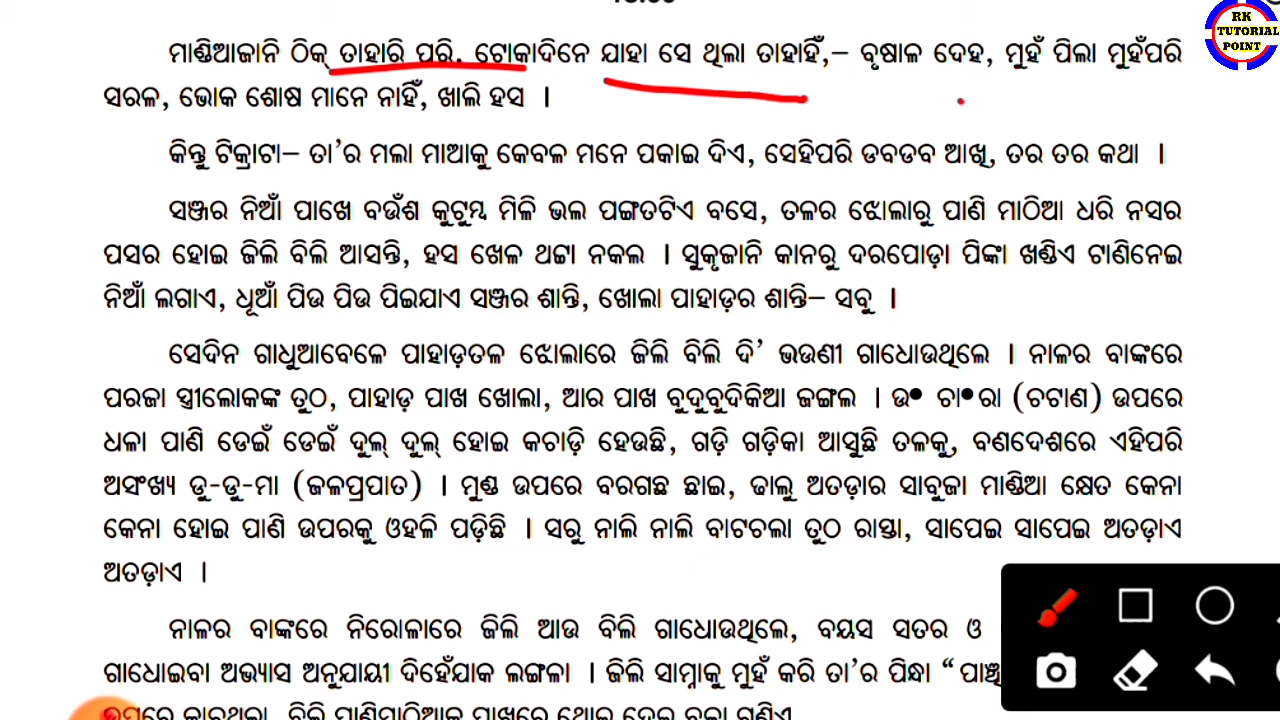 RK
TUTORIAL
POINT
ମାଣ୍ଡିଆଜାନି ଠିକ୍ ତାହାରି ପରି, ଟୋକାଦିନେ ଯାହା ସେ ଥିଲା ତାହାହିଁ,– ବୃଷାଳ ଦେହ, ମୁହଁ ପିଲା ମୁହଁପରି
ସରଳ, ଭୋକ ଶୋଷ ମାନେ ନାହିଁ, ଖାଲି ହସ ।
କିନ୍ତୁ ଟିକ୍ରାଟା– ତା’ର ମଲା ମାଆକୁ କେବଳ ମନେ ପକାଇ ଦିଏ, ସେହିପରି ଡବଡବ ଆଖି, ତର ତର କଥା ।
ସଞ୍ଜର ନିଆଁ ପାଖେ ବଉଁଶ କୁଟୁମ୍ବ ମିଳି ଭଲ ପଙ୍ଗତଟିଏ ବସେ, ତଳର ଝୋଲାରୁ ପାଣି ମାଠିଆ ଧରି ନସର
ପସର ହୋଇ ଜିଲି ବିଲି ଆସନ୍ତି, ହସ ଖେଳ ଥଟ୍ଟା ନକଲ । ସୁକ୍ରୁଜାନି କାନରୁ ଦରପୋଡ଼ା ପିଙ୍କା ଖଣ୍ଡିଏ ଟାଣିନେଇ
ନିଆଁ ଲଗାଏ, ଧୂଆଁ ପିଉ ପିଉ ପିଇଯାଏ ସଞ୍ଜର ଶାନ୍ତି, ଖୋଲା ପାହାଡ଼ର ଶାନ୍ତି– ସବୁ ।
ସେଦିନ ଗାଧୁଆବେଳେ ପାହାଡ଼ତଳ ଝୋଲାରେ ଜିଲି ବିଲି ଦି’ ଭଉଣୀ ଗାଧୋଉଥିଲେ । ନାଳର ବାଙ୍କରେ
ପରଜା ସ୍ତ୍ରୀଲୋକଙ୍କ ତୁଠ, ପାହାଡ଼ ପାଖ ଖୋଲା, ଆର ପାଖ ବୁଦୁବୁଦିକିଆ ଜଙ୍ଗଲ । ଉ• ଚା•ରା (ଚଟାଣ) ଉପରେ
ଧଳା ପାଣି ଡେଇଁ ଡେଇଁ ଦୁଲ୍ ଦୁଲ୍ ହୋଇ କଚାଡ଼ି ହେଉଛି, ଗଡ଼ି ଗଡ଼ିକା ଆସୁଛି ତଳକୁ, ବଣଦେଶରେ ଏହିପରି
ଅସଂଖ୍ୟ ଡୁ-ଡୁ-ମା (ଜଳପ୍ରପାତ) । ମୁଣ୍ଡ ଉପରେ ବରଗଛ ଛାଇ, ଢାଲୁ ଅତଡ଼ାର ସାବୁଜା ମାଣ୍ଡିଆ କ୍ଷେତ କେନା
କେନା ହୋଇ ପାଣି ଉପରକୁ ଓହଳି ପଡ଼ିଛି । ସରୁ ନାଲି ନାଲି ବାଟଚଲା ତୁଠ ରାସ୍ତା, ସାପେଇ ସାପେଇ ଅତଡ଼ାଏ
ଅତଡ଼ାଏ ।
ନାଳର ବାଙ୍କରେ ନିରୋଳାରେ ଜିଲି ଆଉ ବିଲି ଗାଧୋଉଥିଲେ, ବୟସ ସତର ଓ
ଗାଧୋଇବା ଅଭ୍ୟାସ ଅନୁଯାୟୀ ଦିହେଁଯାକ ଲଙ୍ଗଳା । ଜିଲି ସାମ୍ନାକୁ ମୁହଁ କରି ତା’ର ପିନ୍ଧା “